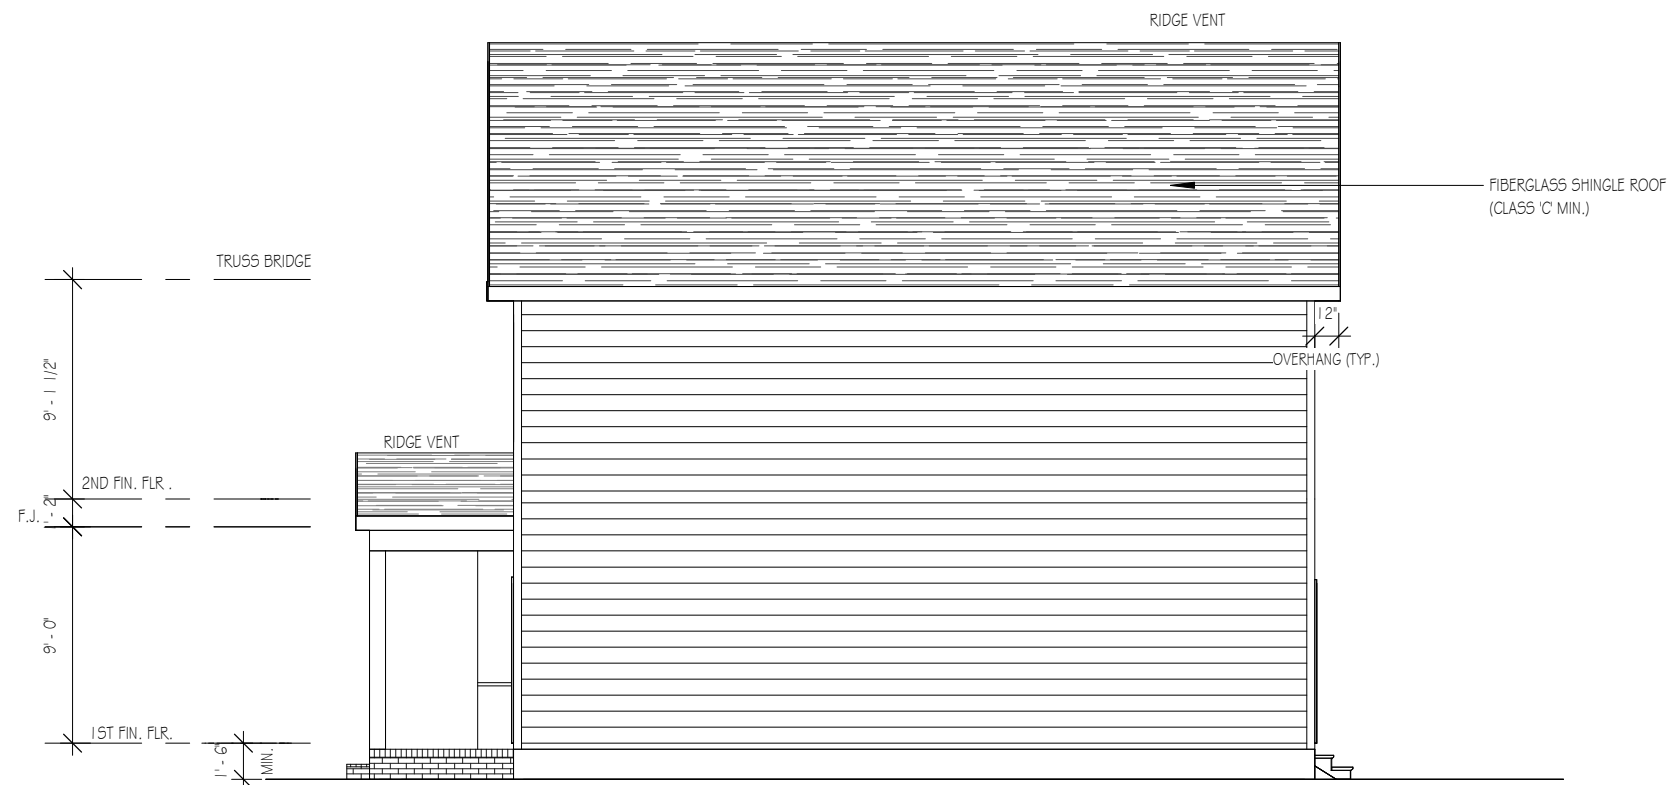 RIDGE VENT
FIBERGLASS SHINGLE ROOF
(CLASS 'C' MIN.)
TRUSS BRIDGE
12"
OVERHANG (TYP.)
9' - 1 1/2"
RIDGE VENT
2ND FIN. FLR .
F.J.
- 2"
9' - 0"
1ST FIN. FLR.
1' - 6"
MIN.